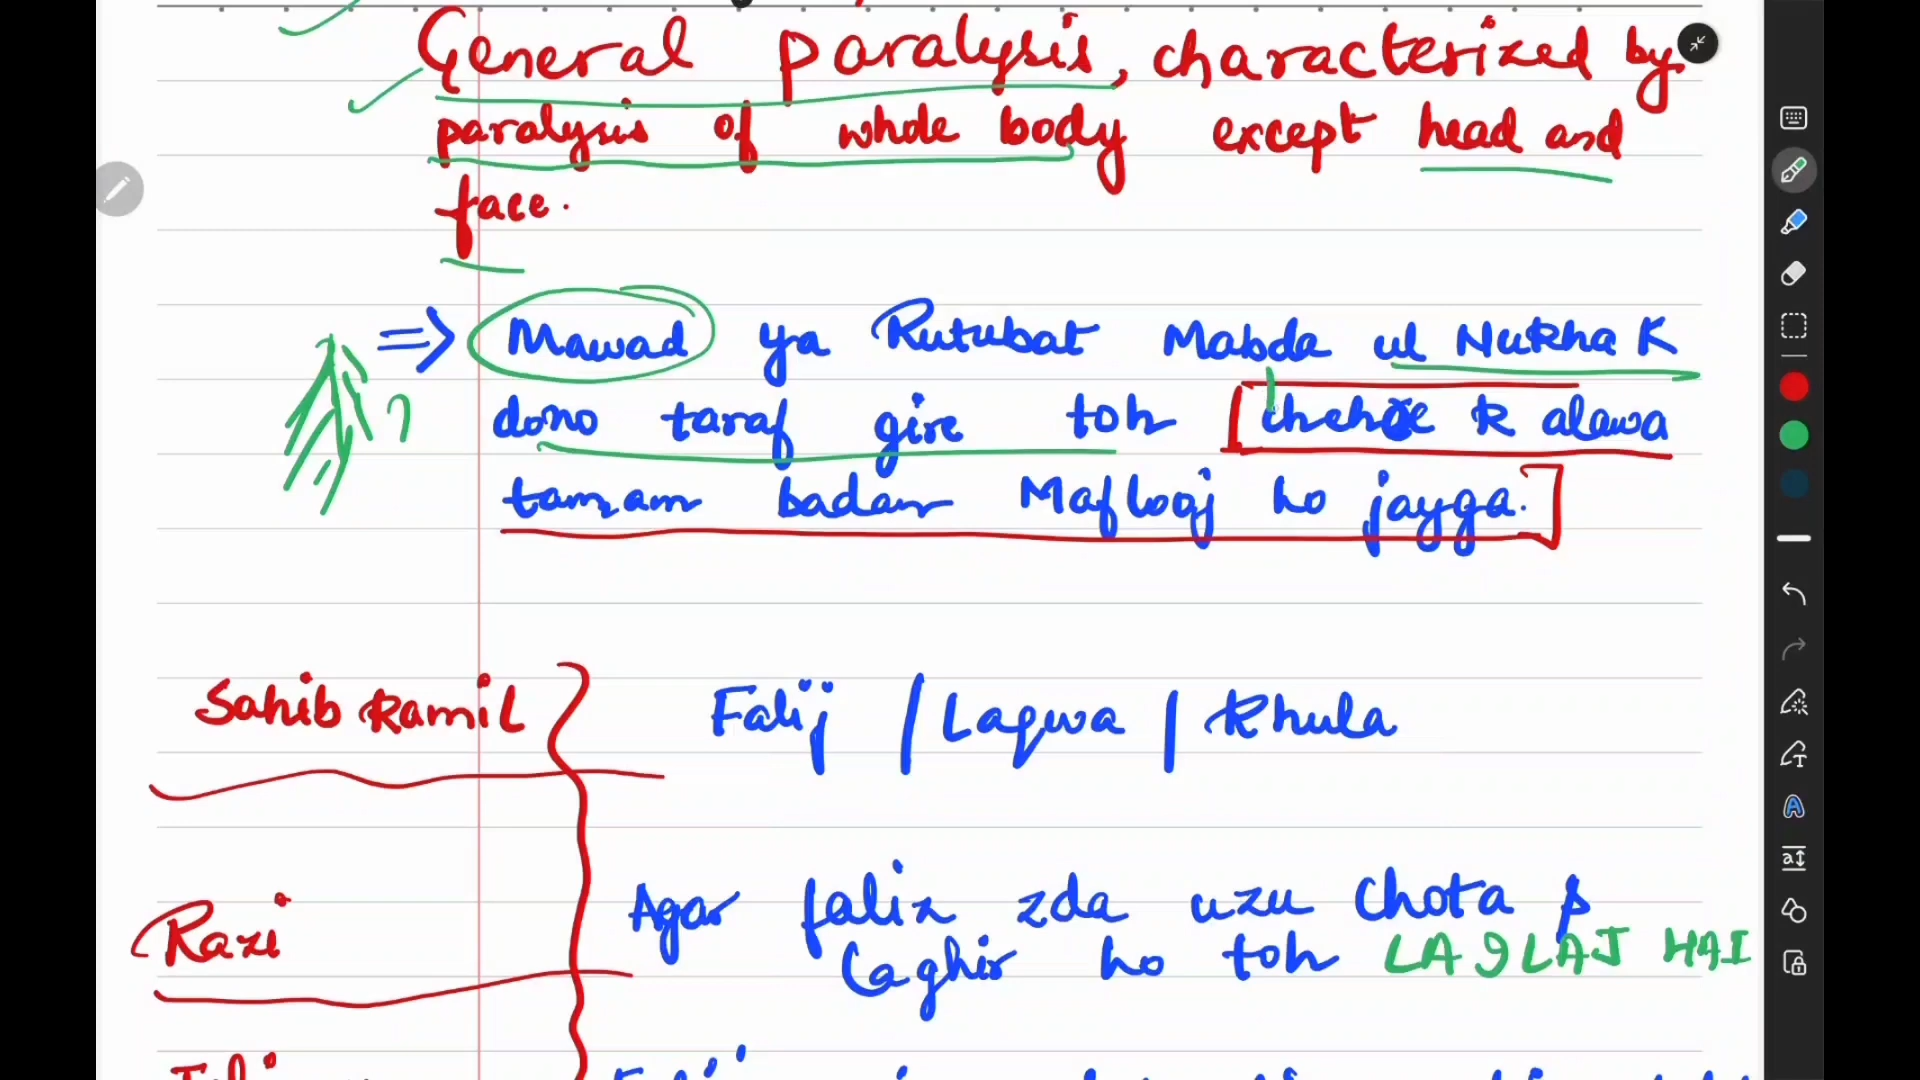 General paralysis, characterized by
paralysis of whole body except head and
face.
=> Mawad ya Rutubat Mabda ul Nukha K
dono taraf gire toh [chehre k alawa
tamam badan Maflooj ho jayga.]
Sahib Kamil
Falij / Laqwa / Khula
Razi
Agar falix zda uzu Chota &
Laghir ho toh LA ILAJ HAI